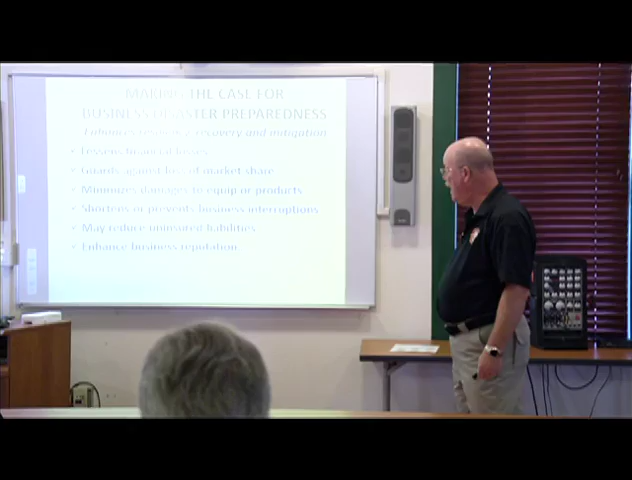 MAKING THE CASE FOR
BUSINESS DISASTER PREPAREDNESS
Enhances resiliency recovery and mitigation
• Lessens financial losses
• Guards against loss of market share
• Minimizes damages to equip or products
• Shortens or prevents business interruptions
• May reduce uninsured liabilities
• Enhance business reputation